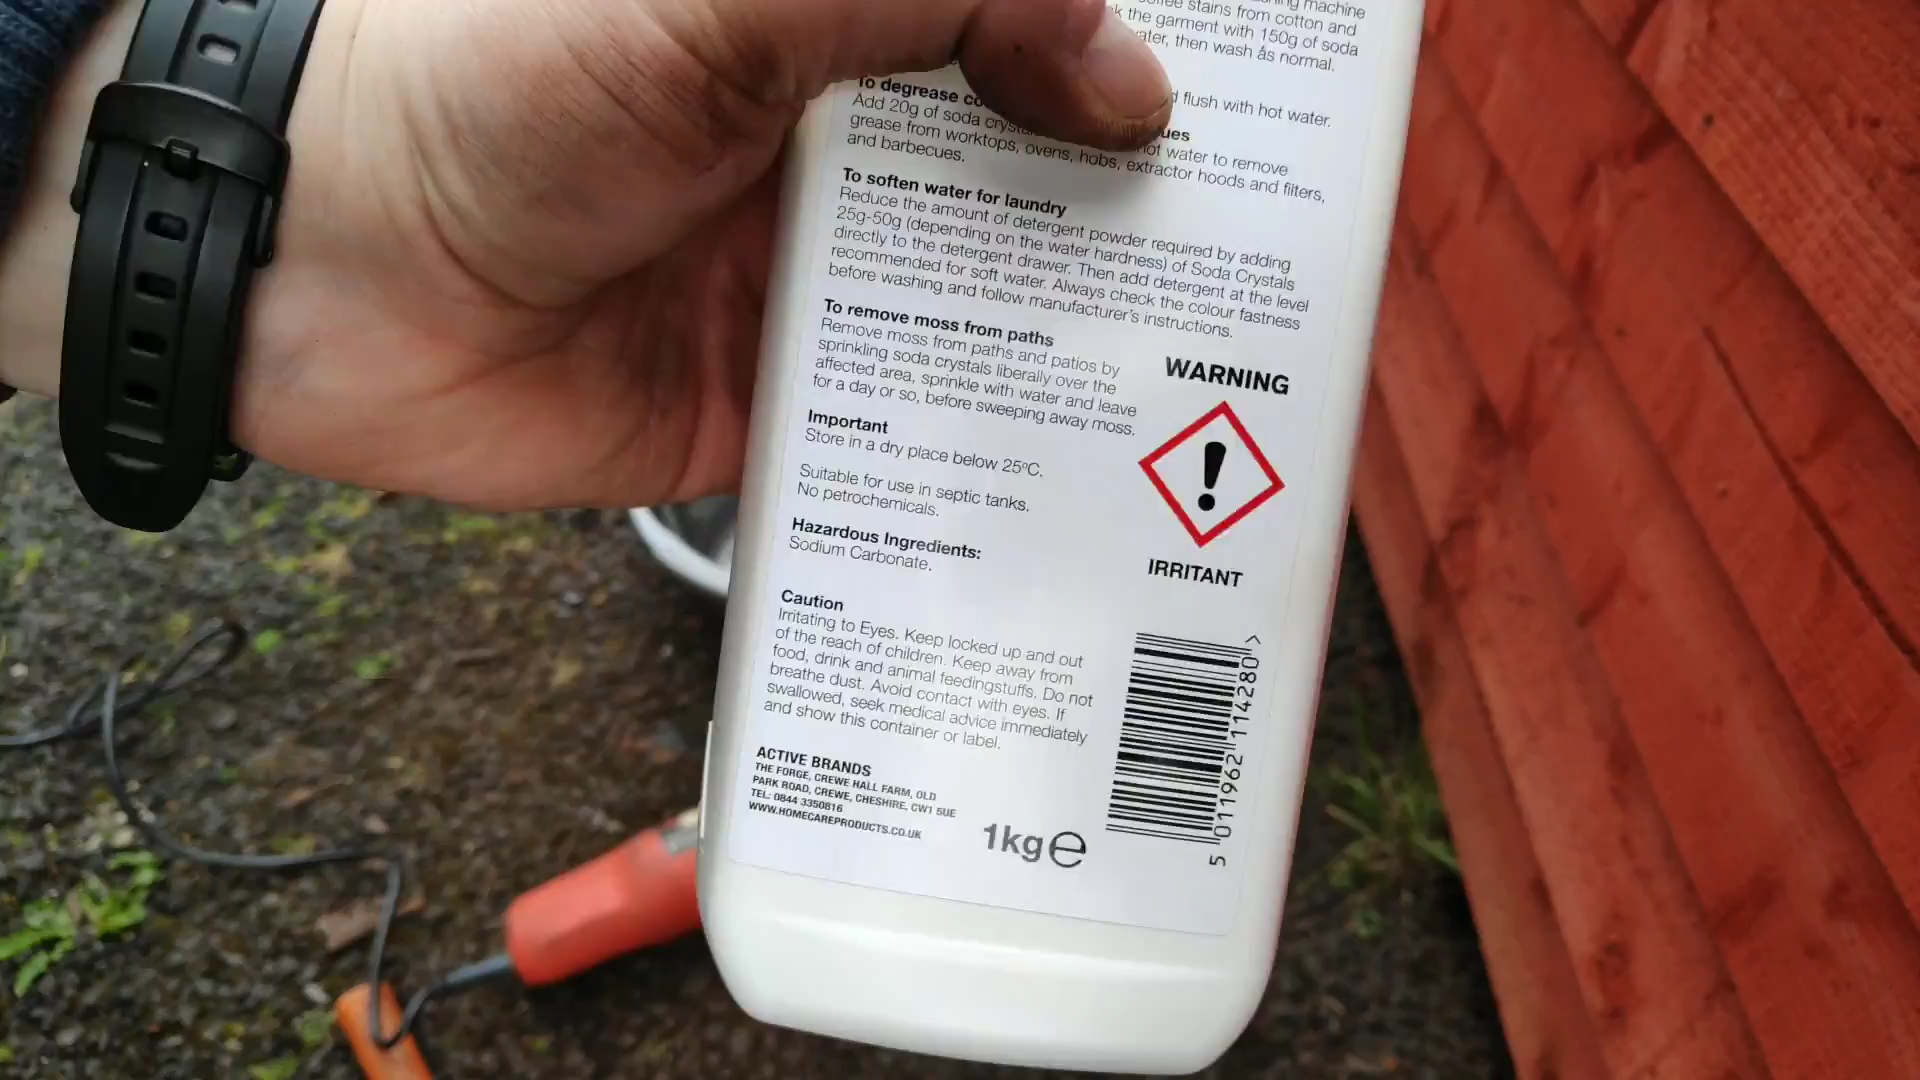 machine
stains from cotton and
the garment with 150g of soda
then wash as normal.
flush with hot water.
To degrease
Add 20g of soda hot water to remove
grease from worktops, ovens, hobs, extractor hoods and filters,
and barbecues.
To soften water for laundry
Reduce the amount of detergent powder required by adding
25g-50g (depending on the water hardness) of Soda Crystals
directly to the detergent drawer. Then add detergent at the level
recommended for soft water. Always check the colour fastness
before washing and follow manufacturer's instructions.
To remove moss from paths
Remove moss from paths and patios by
sprinkling soda crystals liberally over the
affected area, sprinkle with water and leave
for a day or so, before sweeping away moss.
WARNING
Important
Store in a dry place below 25°C.
Suitable for use in septic tanks.
No petrochemicals.
Hazardous Ingredients:
Sodium Carbonate.
IRRITANT
Caution
Irritating to Eyes. Keep locked up and out
of the reach of children. Keep away from
food, drink and animal feedingstuffs. Do not
breathe dust. Avoid contact with eyes. If
swallowed, seek medical advice immediately
and show this container or label.
ACTIVE BRANDS
THE FORGE, CREWE HALL FARM, OLD
PARK ROAD, CREWE, CHESHIRE, CW1 5UE
TEL: 0844 3350816
WWW.HOMECAREPRODUCTS.CO.UK
1kg e
5 011962 114280 >